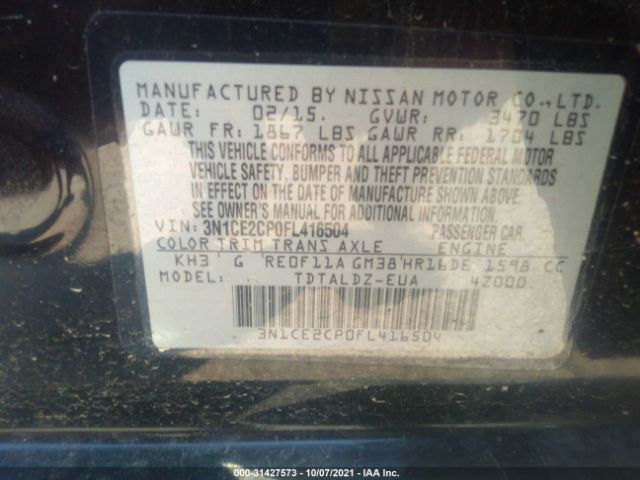 MANUFACTURED BY NISSAN MOTOR CO., LTD.
DATE: 02/15. GVWR: 3470 LBS
GAWR FR: 1867 LBS GAWR RR: 1704 LBS
THIS VEHICLE CONFORMS TO ALL APPLICABLE FEDERAL MOTOR
VEHICLE SAFETY, BUMPER AND THEFT PREVENTION STANDARDS
IN EFFECT ON THE DATE OF MANUFACTURE SHOWN ABOVE.
SEE OWNER'S MANUAL FOR ADDITIONAL INFORMATION.
VIN: 3N1CE2CP0FL416504 PASSENGER CAR.
COLOR TRIM TRANS AXLE ENGINE
KH3 G RE0F11A GM38 HR16DE 1598 CC
MODEL: TDTALDZ-EUA 4Z000
3N1CE2CP0FL416504
000-31427573 - 10/07/2021 - IAA Inc.